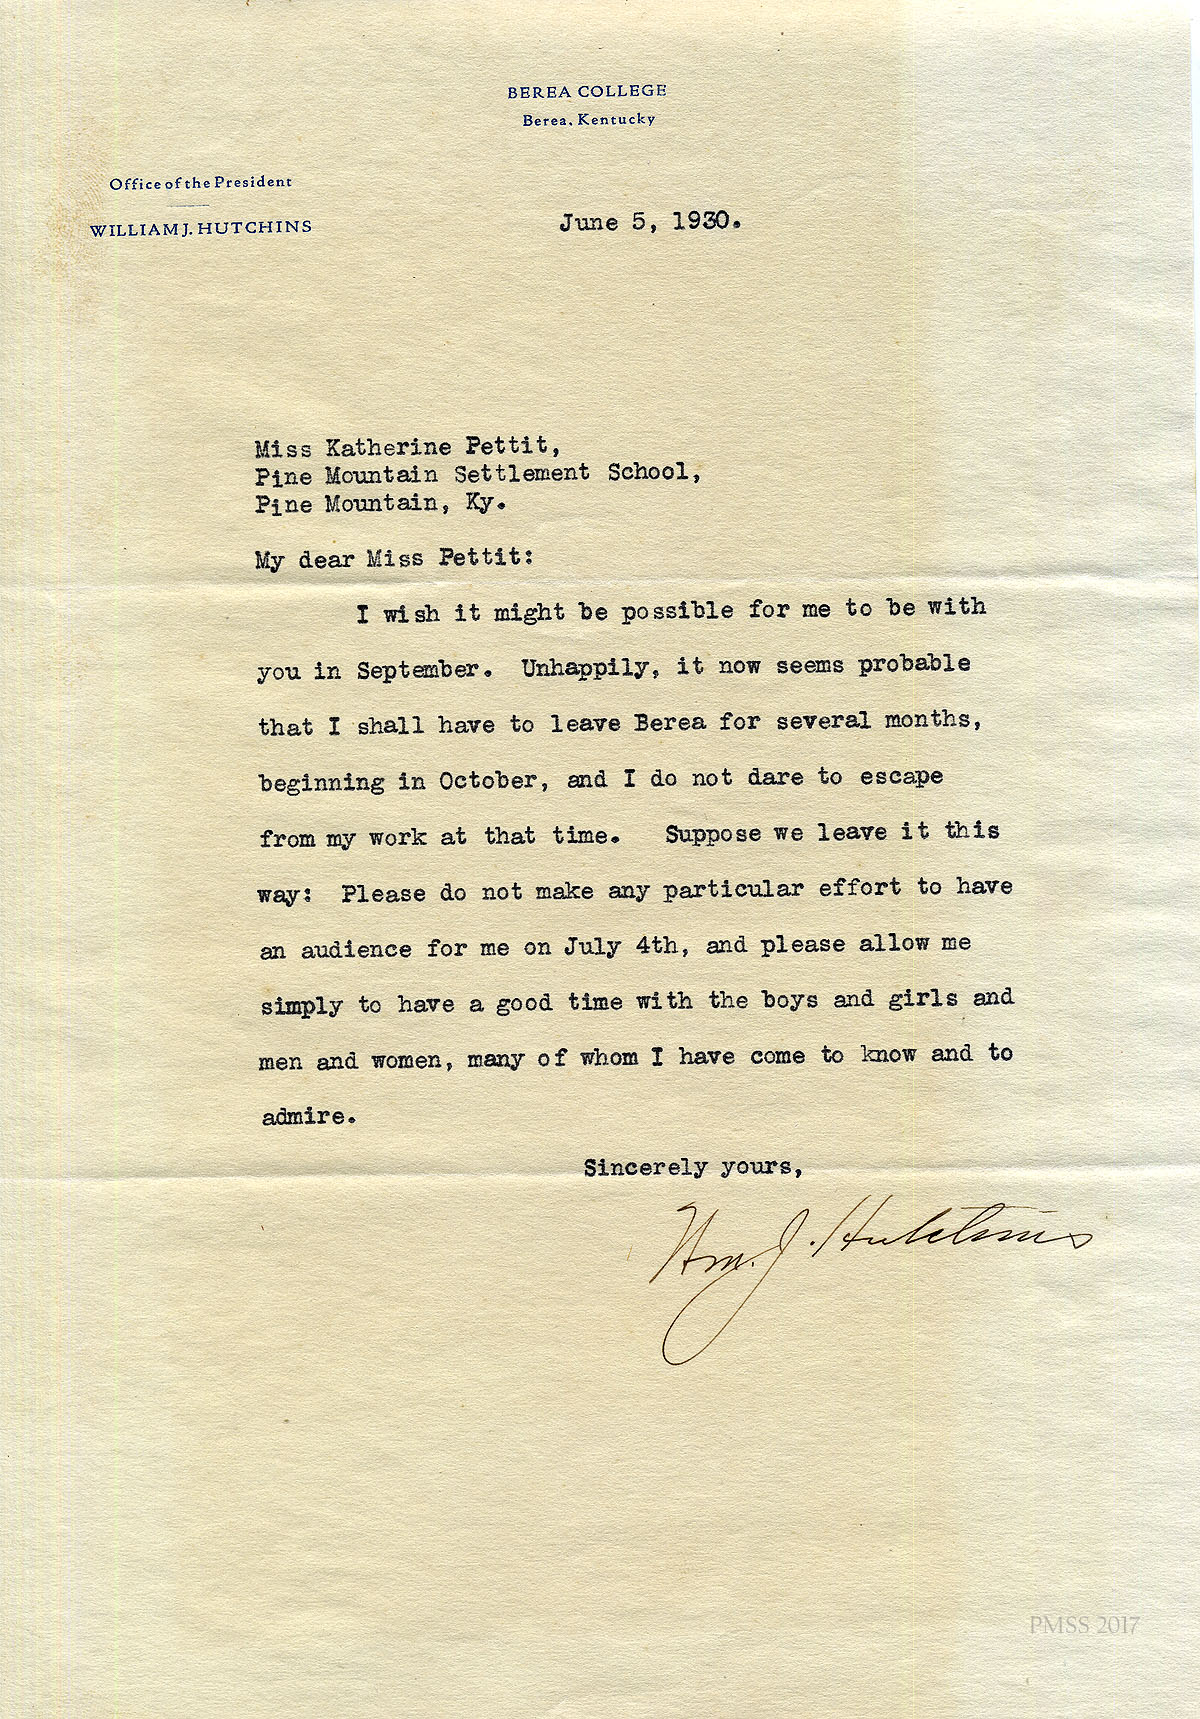 BEREA COLLEGE
Berea, Kentucky
Office of the President
WILLIAM J. HUTCHINS
June 5, 1930.
Miss Katherine Pettit,
Pine Mountain Settlement School,
Pine Mountain, Ky.
My dear Miss Pettit:
I wish it might be possible for me to be with
you in September. Unhappily, it now seems probable
that I shall have to leave Berea for several months,
beginning in October, and I do not dare to escape
from my work at that time. Suppose we leave it this
way: Please do not make any particular effort to have
an audience for me on July 4th, and please allow me
simply to have a good time with the boys and girls and
men and women, many of whom I have come to know and to
admire.
Sincerely yours,
Wm. J. Hutchins
PMSS 2017